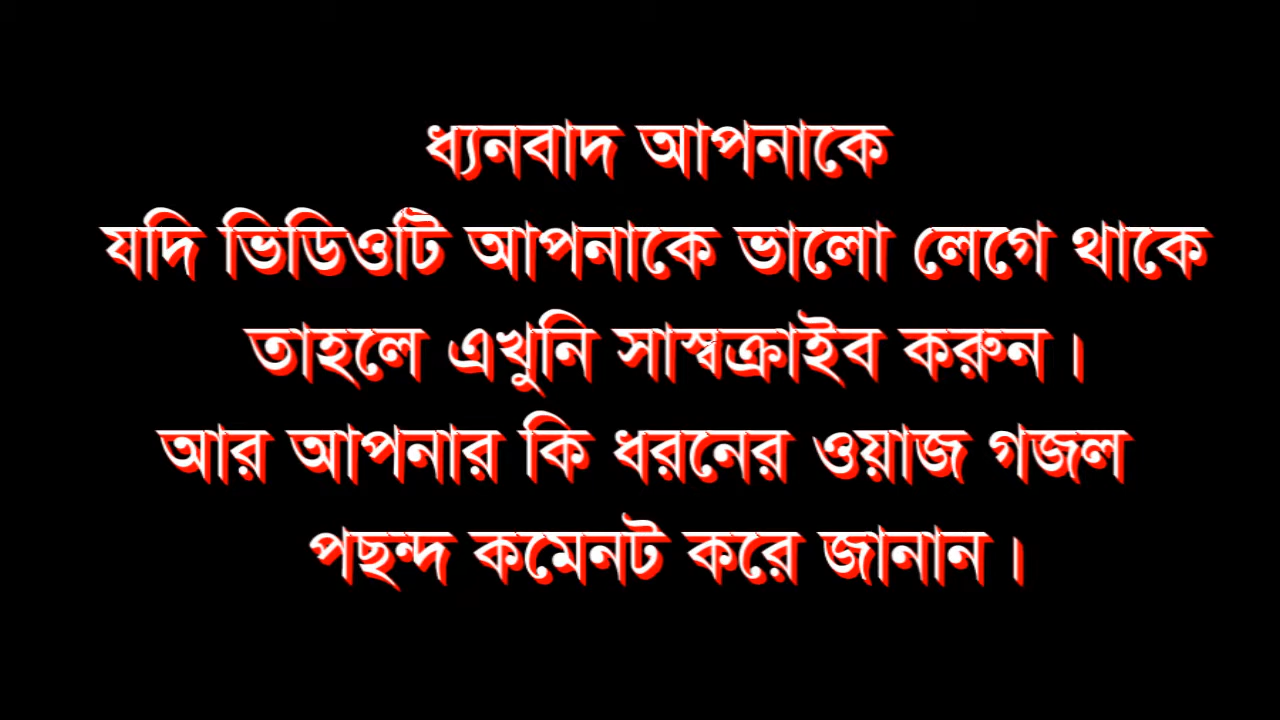 ধ্যনবাদ আপনাকে
যদি ভিডিওটি আপনাকে ভালো লেগে থাকে
তাহলে এখুনি সাস্বক্রাইব করুন।
আর আপনার কি ধরনের ওয়াজ গজল
পছন্দ কমেনট করে জানান।